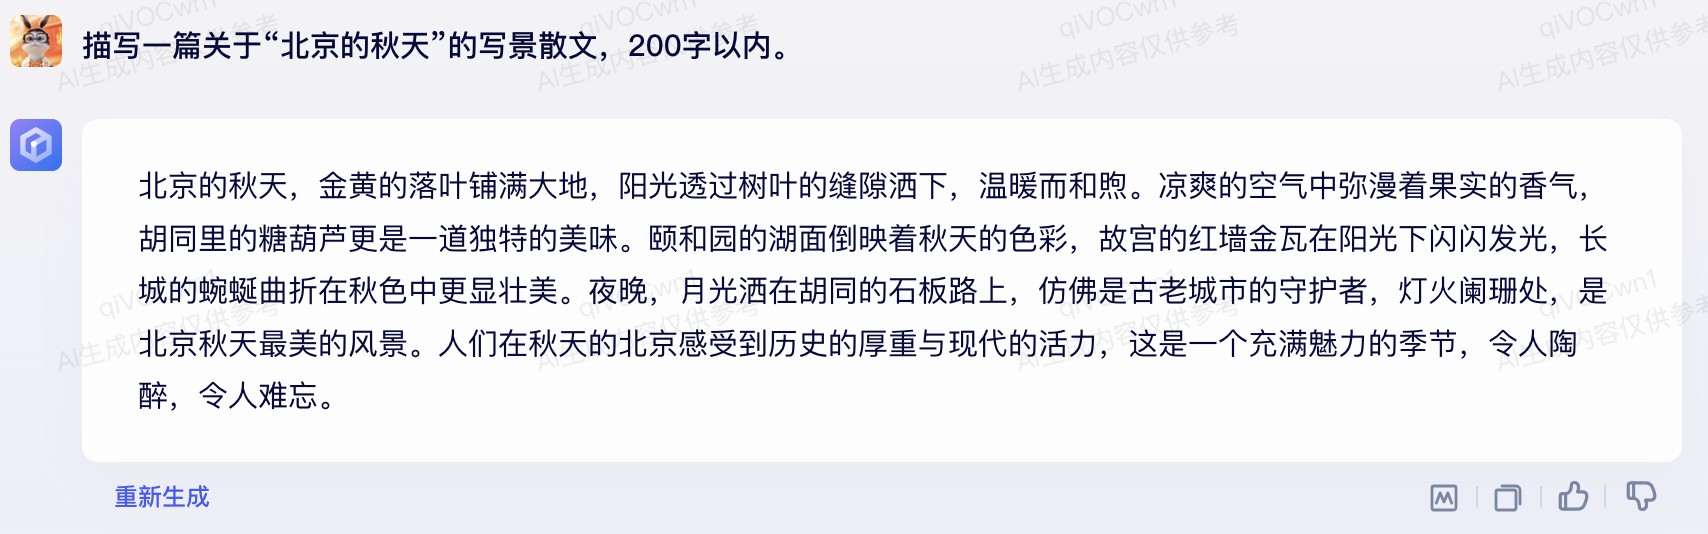 描写一篇关于“北京的秋天”的写景散文，200字以内。
北京的秋天，金黄的落叶铺满大地，阳光透过树叶的缝隙洒下，温暖而和煦。凉爽的空气中弥漫着果实的香气，
胡同里的糖葫芦更是一道独特的美味。颐和园的湖面倒映着秋天的色彩，故宫的红墙金瓦在阳光下闪闪发光，长
城的蜿蜒曲折在秋色中更显壮美。夜晚，月光洒在胡同的石板路上，仿佛是古老城市的守护者，灯火阑珊处，是
北京秋天最美的风景。人们在秋天的北京感受到历史的厚重与现代的活力，这是一个充满魅力的季节，令人陶
醉，令人难忘。
重新生成
qiVOCwn1
AI生成内容仅供参考